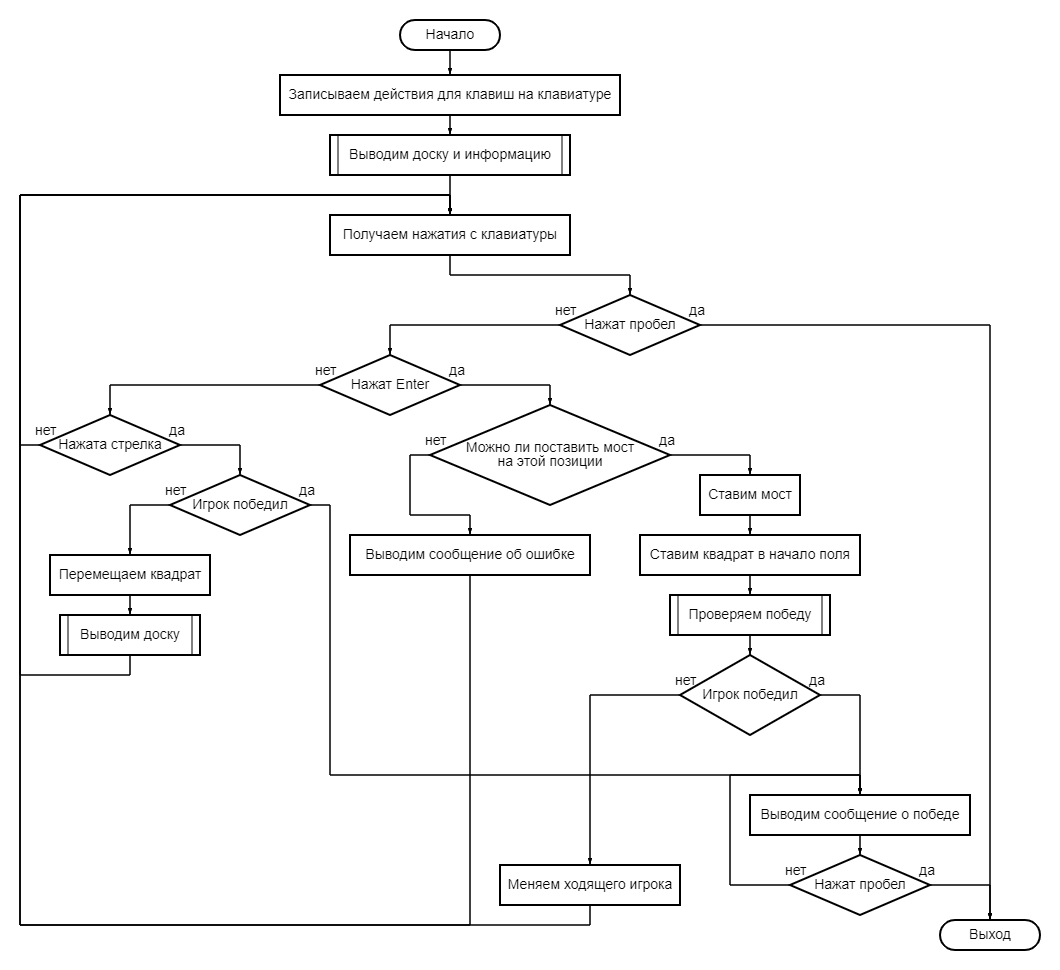 Начало
Записываем действия для клавиш на клавиатуре
Выводим доску и информацию
Получаем нажатия с клавиатуры
нет
да
Нажат пробел
нет
да
Нажат Enter
нет
да
Нажата стрелка
нет
да
Можно ли поставить мост
на этой позиции
нет
да
Игрок победил
Ставим мост
Выводим сообщение об ошибке
Ставим квадрат в начало поля
Перемещаем квадрат
Проверяем победу
Выводим доску
нет
да
Игрок победил
Выводим сообщение о победе
нет
да
Нажат пробел
Меняем ходящего игрока
Выход